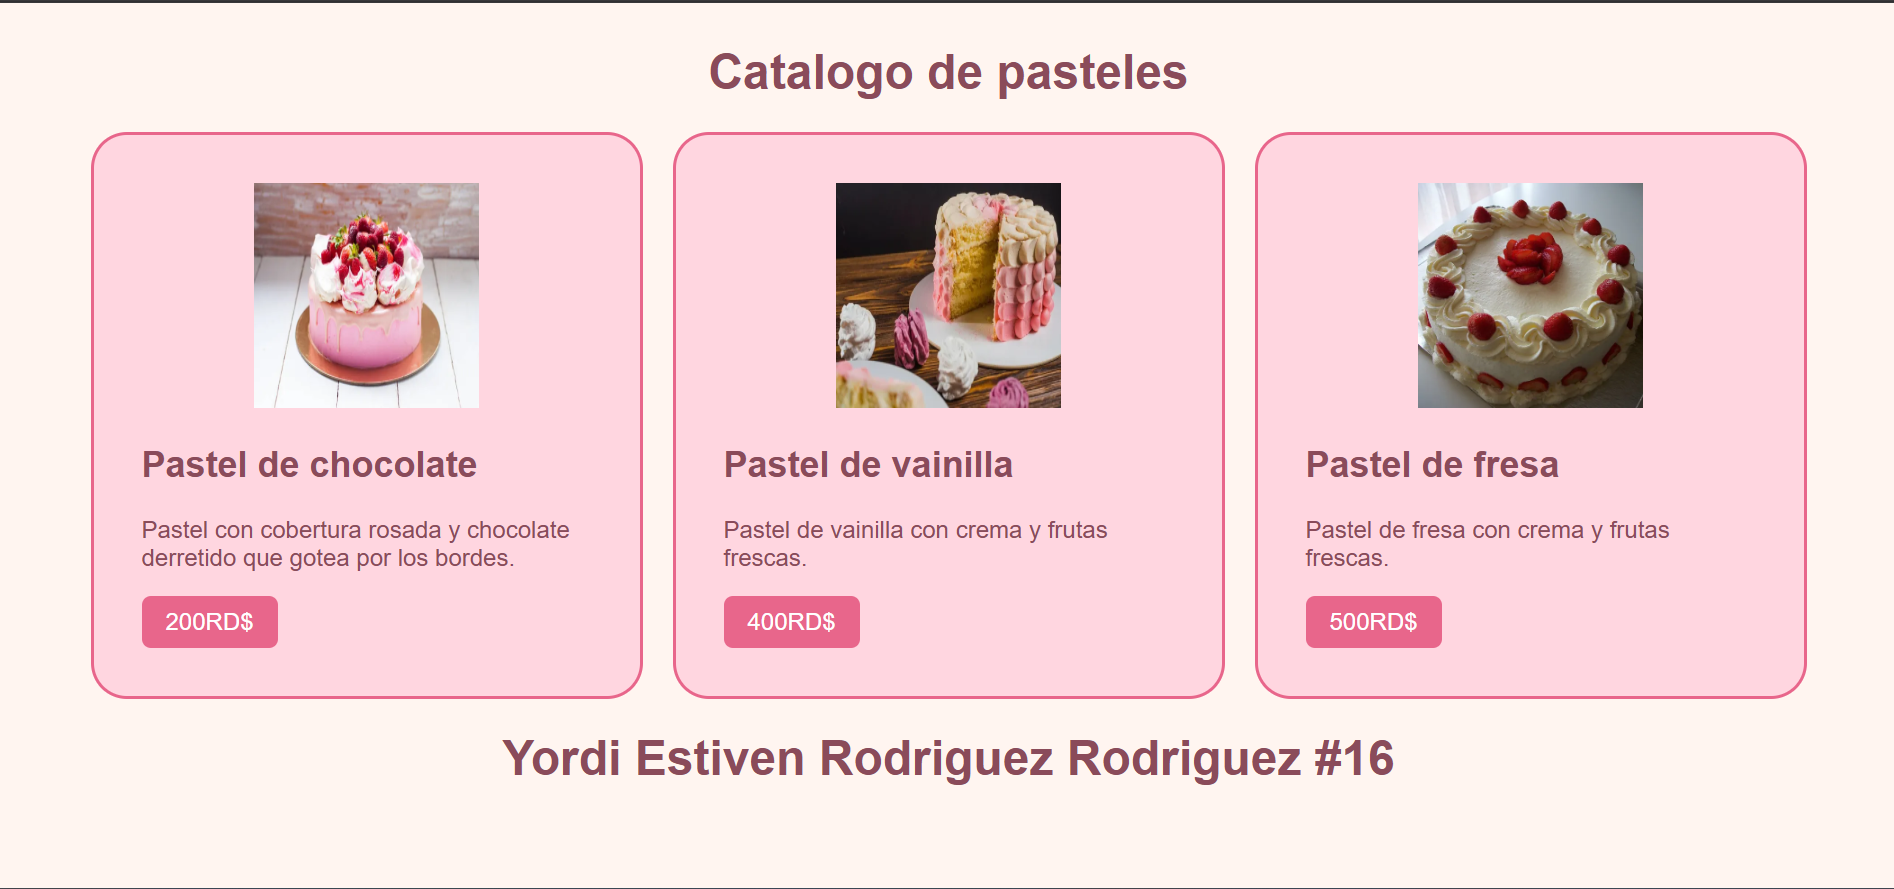 Catalogo de pasteles
Pastel de chocolate
Pastel con cobertura rosada y chocolate
derretido que gotea por los bordes.
200RD$
Pastel de vainilla
Pastel de vainilla con crema y frutas
frescas.
400RD$
Pastel de fresa
Pastel de fresa con crema y frutas
frescas.
500RD$
Yordi Estiven Rodriguez Rodriguez #16